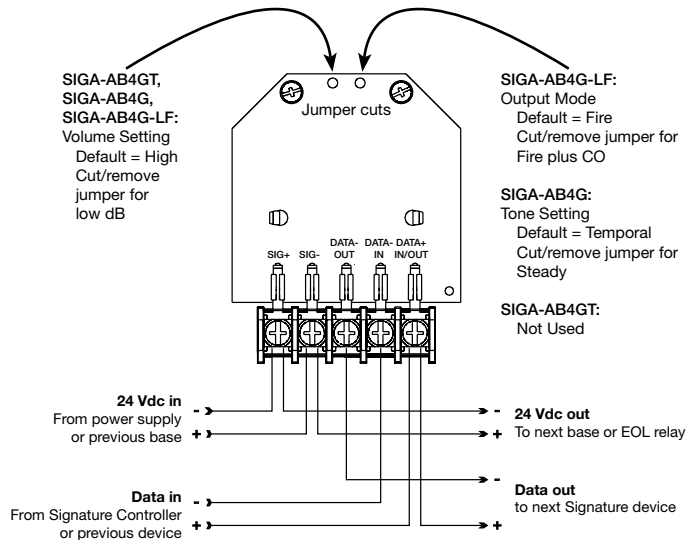 SIGA-AB4GT,
SIGA-AB4G,
SIGA-AB4G-LF:
Volume Setting
Default = High
Cut/remove
jumper for
low dB
Jumper cuts
SIGA-AB4G-LF:
Output Mode
Default = Fire
Cut/remove jumper for
Fire plus CO
SIGA-AB4G:
Tone Setting
Default = Temporal
Cut/remove jumper for
Steady
SIGA-AB4GT:
Not Used
SIG+ SIG- DATA- OUT DATA- IN DATA+ IN/OUT
24 Vdc in
From power supply
or previous base
-
+
Data in
From Signature Controller
or previous device
-
+
-
+
24 Vdc out
To next base or EOL relay
-
+
Data out
to next Signature device